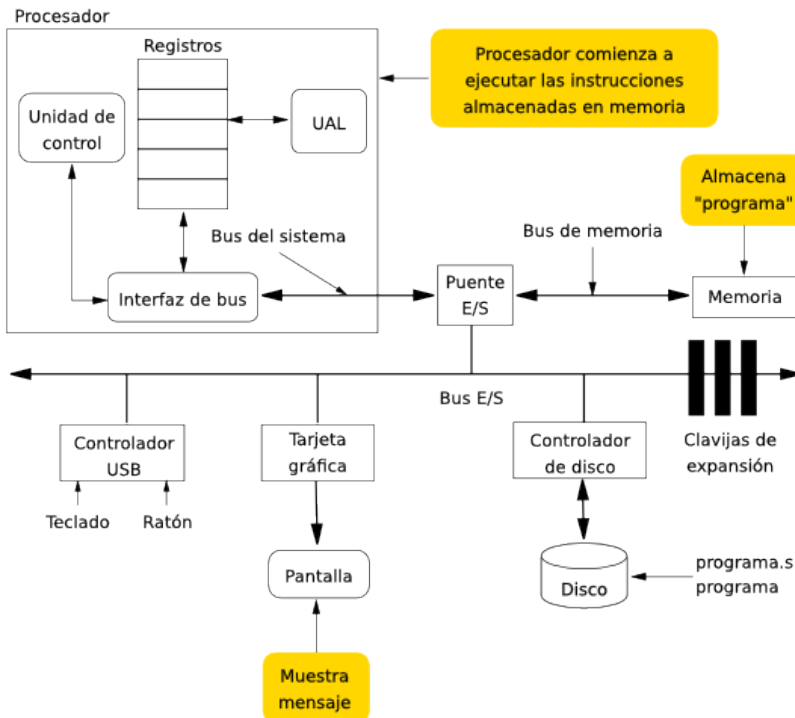 Procesador
Registros
Unidad de
control
UAL
Procesador comienza a
ejecutar las instrucciones
almacenadas en memoria
Almacena
"programa"
Bus del sistema
Bus de memoria
Interfaz de bus
Puente
E/S
Memoria
Bus E/S
Controlador
USB
Tarjeta
gráfica
Controlador
de disco
Clavijas de
expansión
Teclado
Ratón
Pantalla
Disco
programa.s
programa
Muestra
mensaje